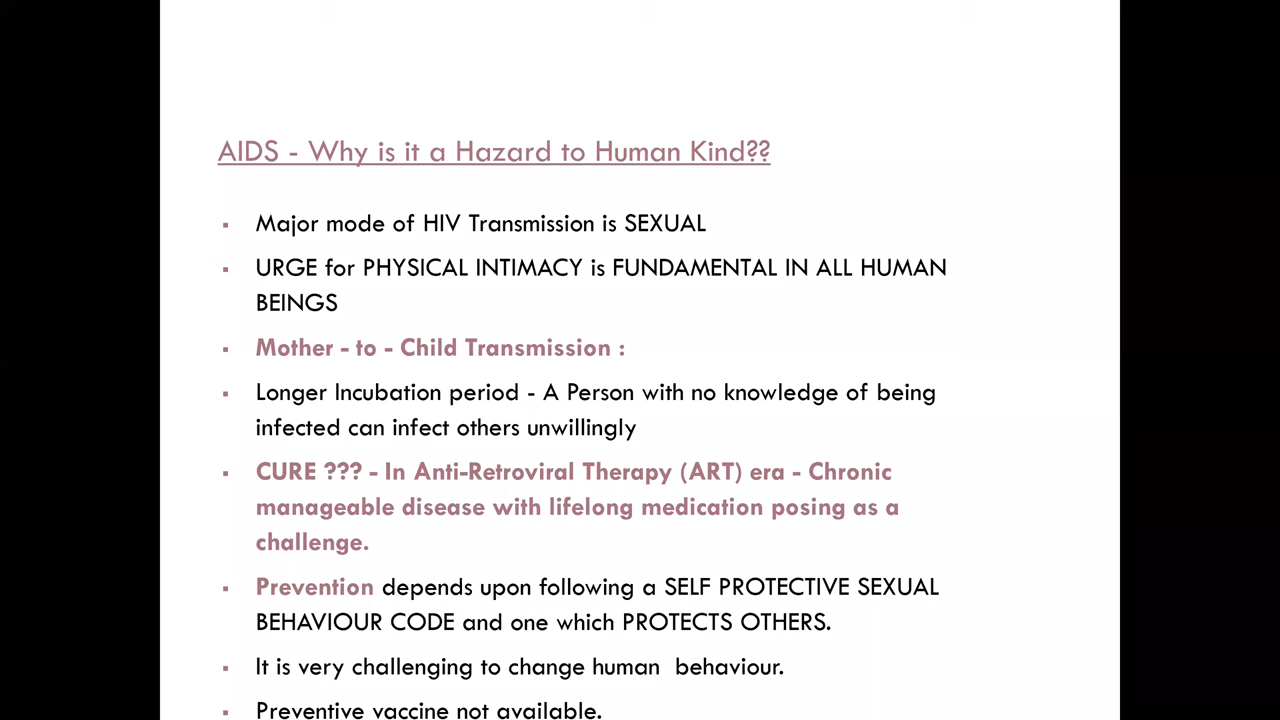 AIDS - Why is it a Hazard to Human Kind??
▪ Major mode of HIV Transmission is SEXUAL
▪ URGE for PHYSICAL INTIMACY is FUNDAMENTAL IN ALL HUMAN
BEINGS
▪ Mother - to - Child Transmission :
▪ Longer Incubation period - A Person with no knowledge of being
infected can infect others unwillingly
▪ CURE ??? - In Anti-Retroviral Therapy (ART) era - Chronic
manageable disease with lifelong medication posing as a
challenge.
▪ Prevention depends upon following a SELF PROTECTIVE SEXUAL
BEHAVIOUR CODE and one which PROTECTS OTHERS.
▪ It is very challenging to change human  behaviour.
▪ Preventive vaccine not available.